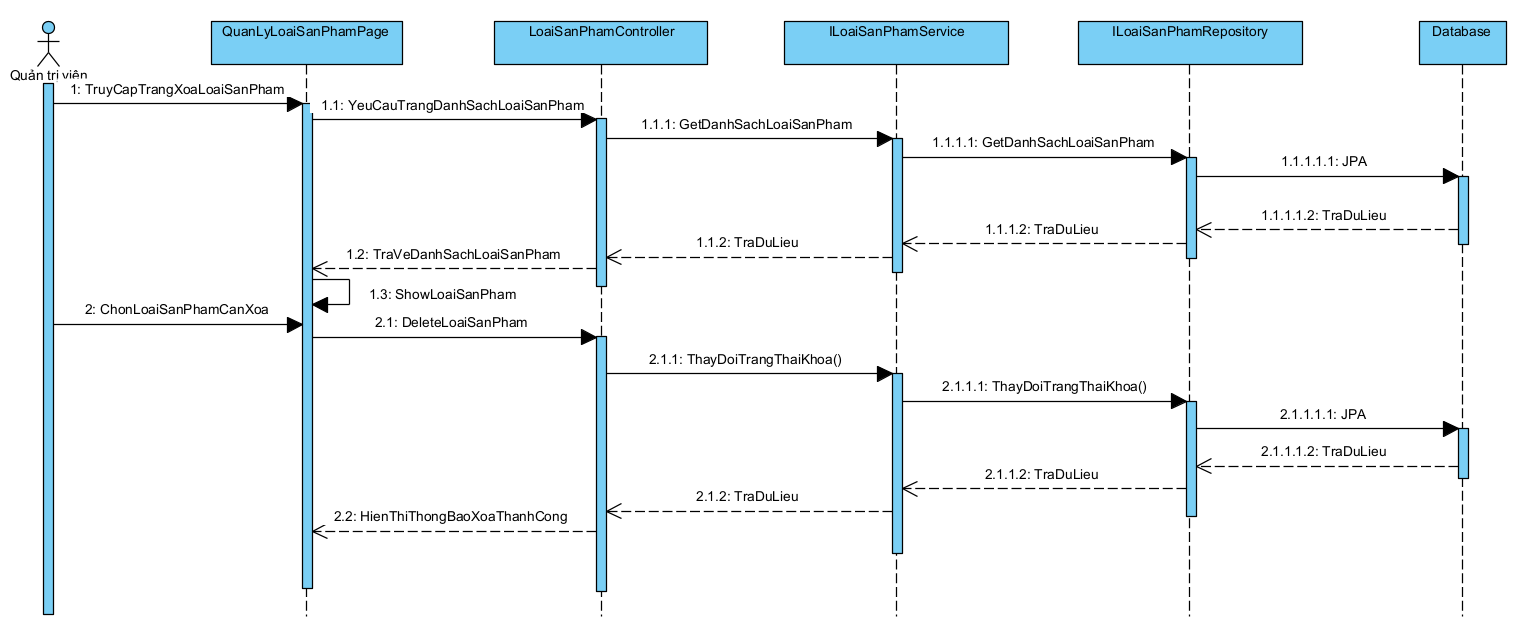 QuanLyLoaiSanPhamPage
LoaiSanPhamController
ILoaiSanPhamService
ILoaiSanPhamRepository
Database
Quản trị viên
1: TruyCapTrangXoaLoaiSanPham
1.1: YeuCauTrangDanhSachLoaiSanPham
1.1.1: GetDanhSachLoaiSanPham
1.1.1.1: GetDanhSachLoaiSanPham
1.1.1.1.1: JPA
1.1.1.1.2: TraDuLieu
1.1.1.2: TraDuLieu
1.1.2: TraDuLieu
1.2: TraVeDanhSachLoaiSanPham
1.3: ShowLoaiSanPham
2: ChonLoaiSanPhamCanXoa
2.1: DeleteLoaiSanPham
2.1.1: ThayDoiTrangThaiKhoa()
2.1.1.1: ThayDoiTrangThaiKhoa()
2.1.1.1.1: JPA
2.1.1.1.2: TraDuLieu
2.1.1.2: TraDuLieu
2.1.2: TraDuLieu
2.2: HienThiThongBaoXoaThanhCong